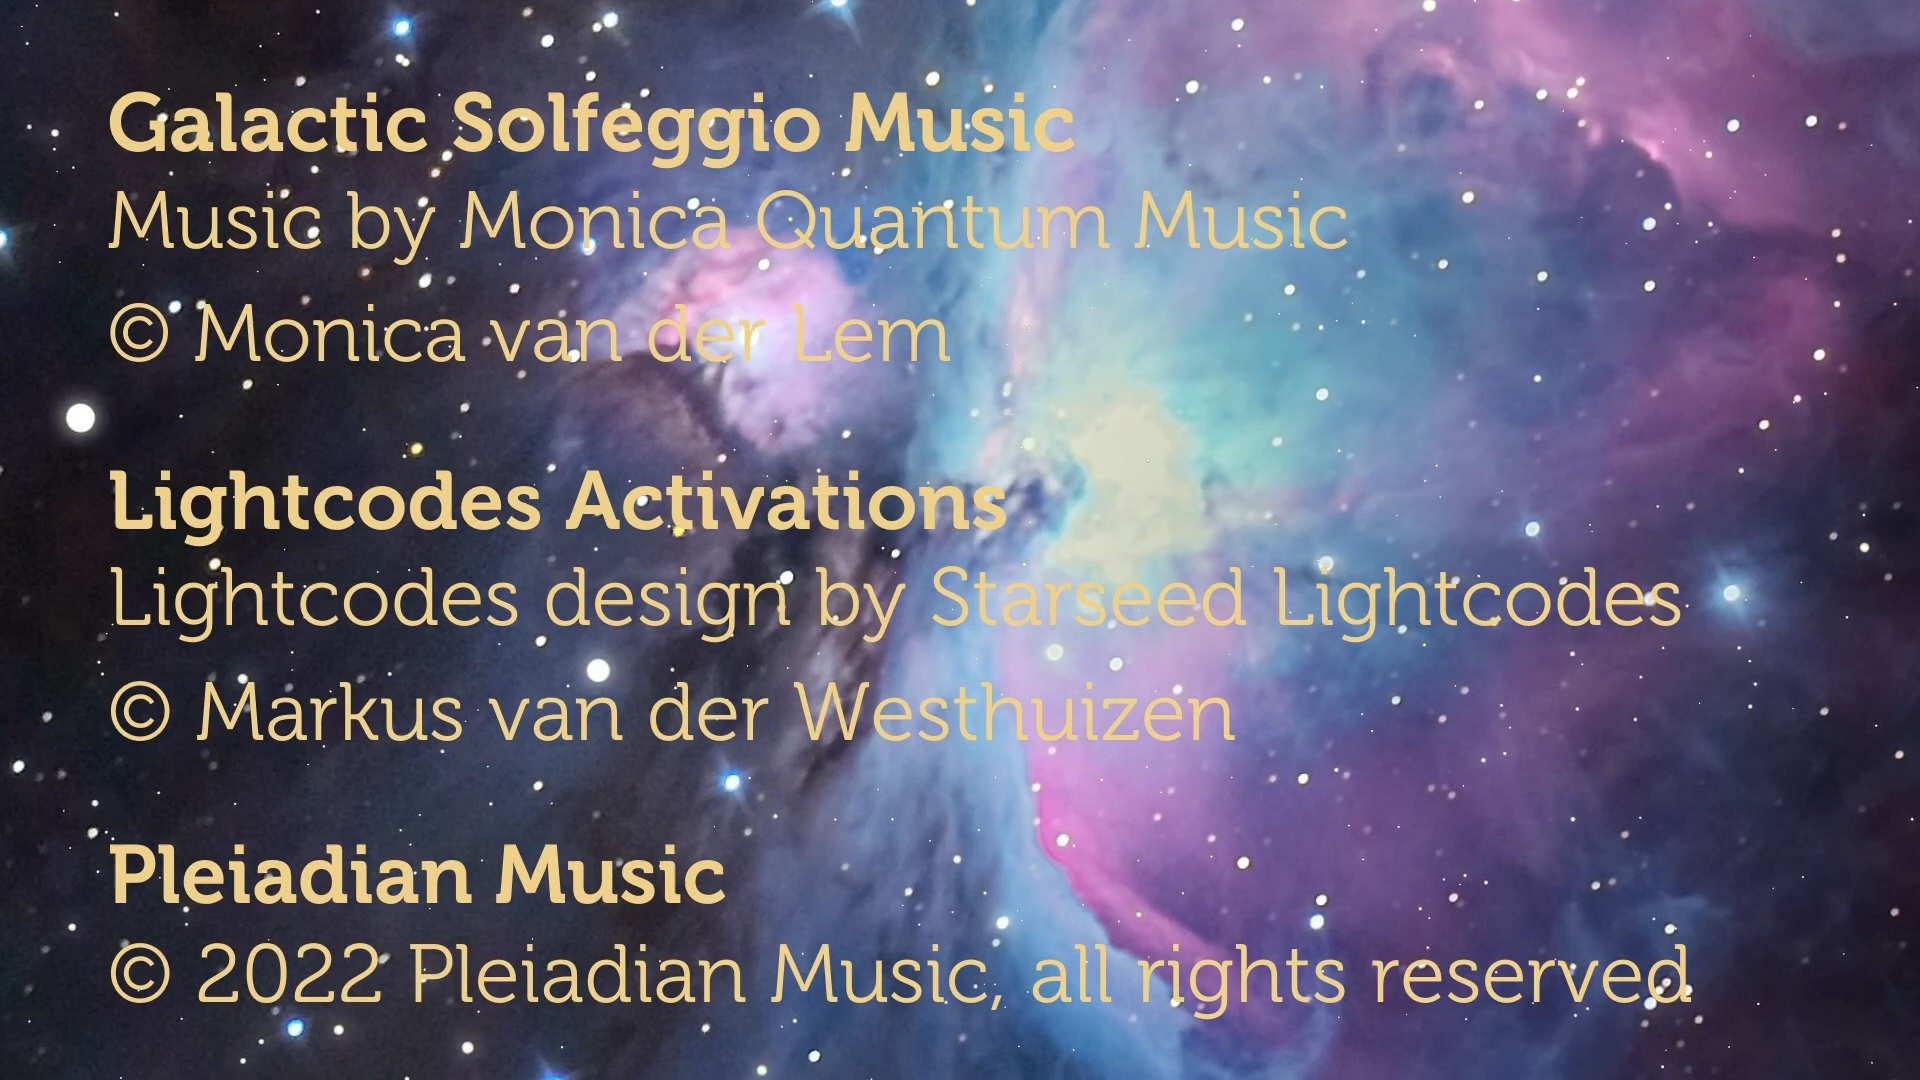 Galactic Solfeggio Music
Music by Monica Quantum Music
© Monica van der Lem
Lightcodes Activations
Lightcodes design by Starseed Lightcodes
© Markus van der Westhuizen
Pleiadian Music
© 2022 Pleiadian Music, all rights reserved